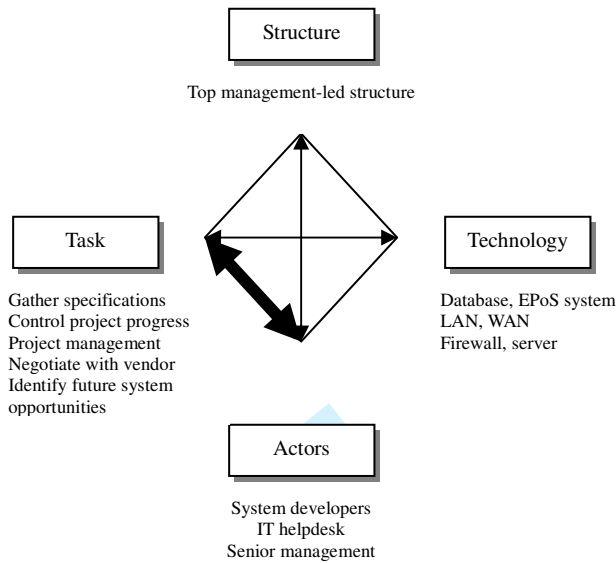 Structure
Top management-led structure
Task
Gather specifications
Control project progress
Project management
Negotiate with vendor
Identify future system
opportunities
Technology
Database, EPoS system
LAN, WAN
Firewall, server
Actors
System developers
IT helpdesk
Senior management